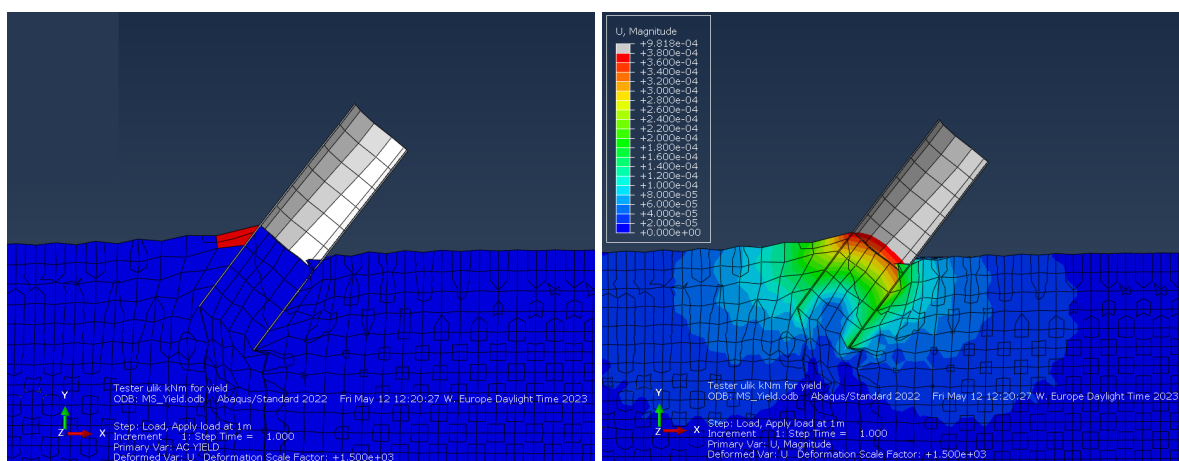 U, Magnitude
+9.818e-04
+3.800e-04
+3.600e-04
+3.400e-04
+3.200e-04
+3.000e-04
+2.800e-04
+2.600e-04
+2.400e-04
+2.200e-04
+2.000e-04
+1.800e-04
+1.600e-04
+1.400e-04
+1.200e-04
+1.000e-04
+8.000e-05
+6.000e-05
+4.000e-05
+2.000e-05
+0.000e+00
Tester ulik kNm for yield
ODB: MS_Yield.odb Abaqus/Standard 2022 Fri May 12 12:20:27 W. Europe Daylight Time 2023
Y
Z X
Step: Load, Apply load at 1m
Increment 1: Step Time = 1.000
Primary Var: AC YIELD
Deformed Var: U Deformation Scale Factor: +1.500e+03
Tester ulik kNm for yield
ODB: MS_Yield.odb Abaqus/Standard 2022 Fri May 12 12:20:27 W. Europe Daylight Time 2023
Y
Z X
Step: Load, Apply load at 1m
Increment 1: Step Time = 1.000
Primary Var: U, Magnitude
Deformed Var: U Deformation Scale Factor: +1.500e+03